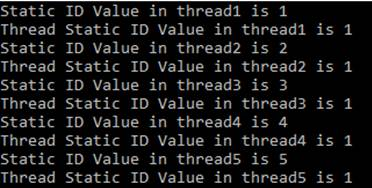 Static ID Value in thread1 is 1
Thread Static ID Value in thread1 is 1
Static ID Value in thread2 is 2
Thread Static ID Value in thread2 is 1
Static ID Value in thread3 is 3
Thread Static ID Value in thread3 is 1
Static ID Value in thread4 is 4
Thread Static ID Value in thread4 is 1
Static ID Value in thread5 is 5
Thread Static ID Value in thread5 is 1